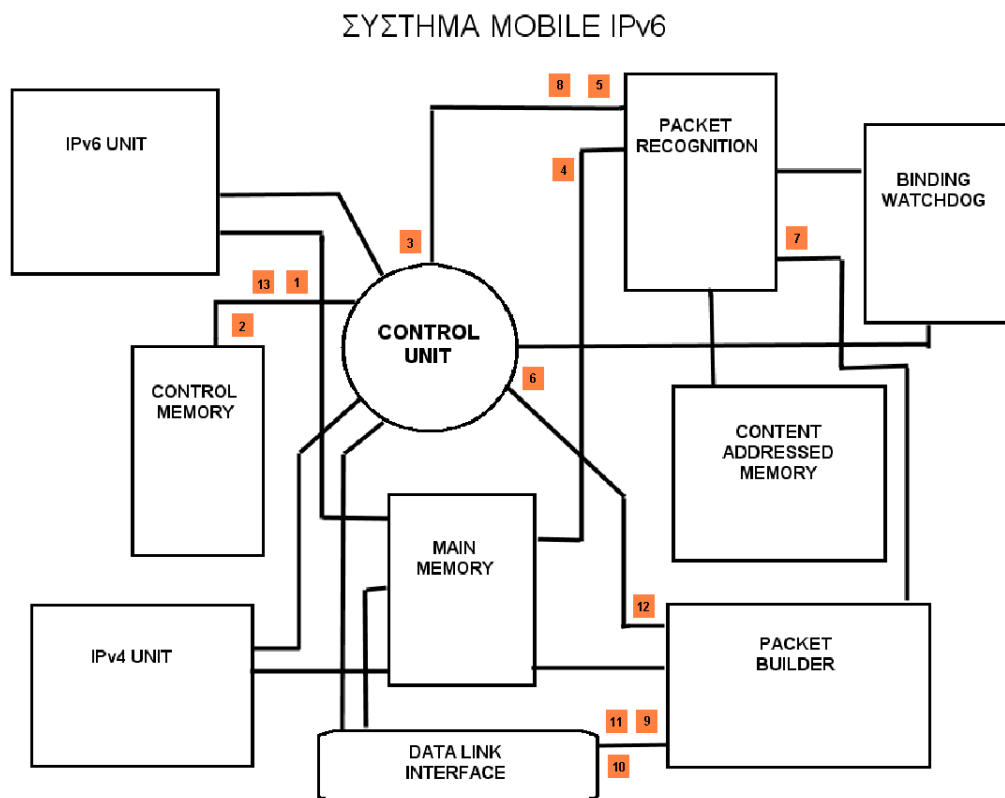 ΣΥΣΤΗΜΑ MOBILE IPv6
8 5
IPv6 UNIT
PACKET
RECOGNITION
4
BINDING
WATCHDOG
3
7
13 1
2
CONTROL
UNIT
6
CONTROL
MEMORY
CONTENT
ADDRESSED
MEMORY
MAIN
MEMORY
12
IPv4 UNIT
PACKET
BUILDER
11 9
10
DATA LINK
INTERFACE